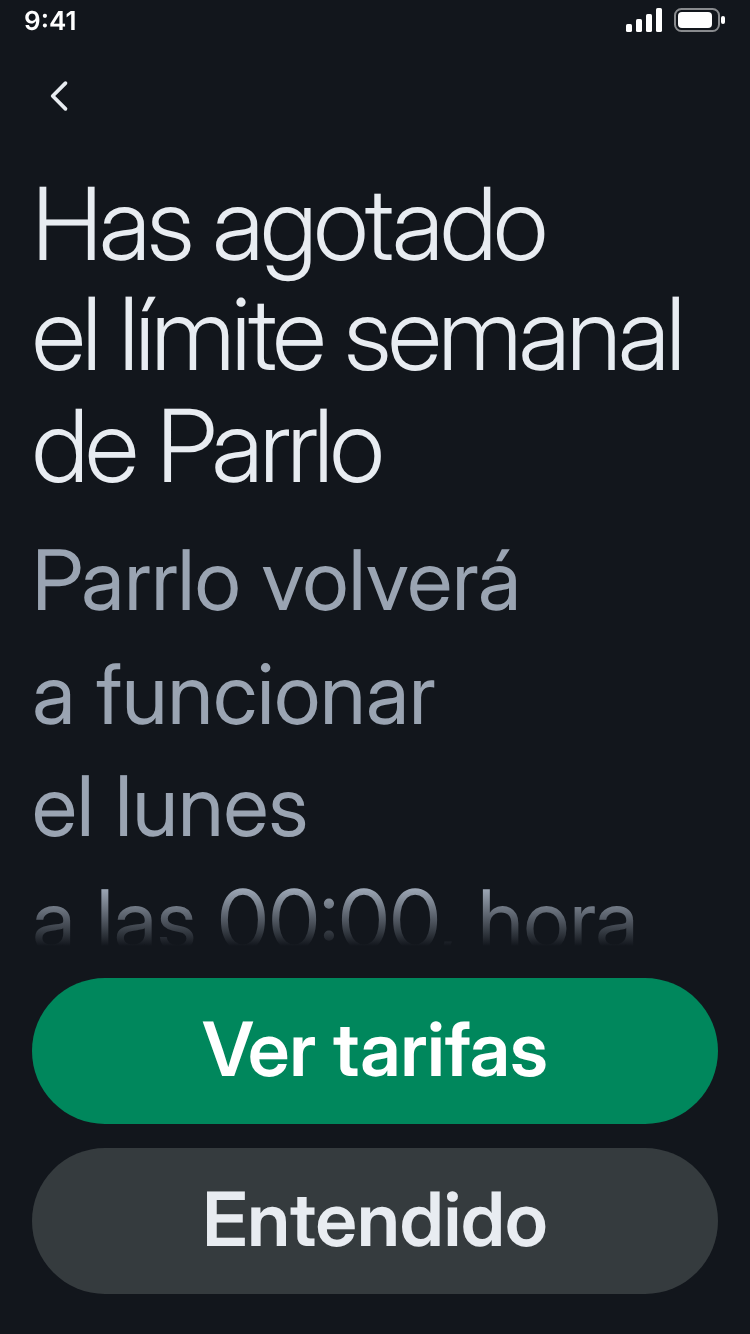 9:41
Has agotado
el límite semanal
de Parrlo
Parrlo volverá
a funcionar
el lunes
a las 00:00, hora
Ver tarifas
Entendido